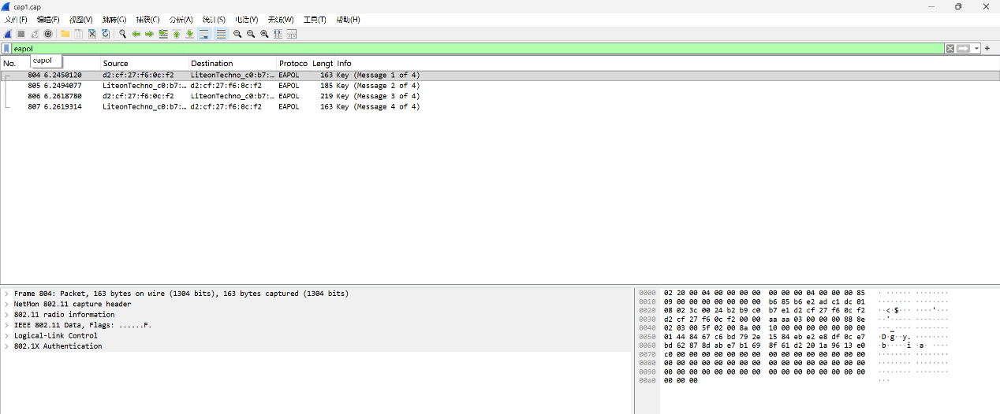 cap1.cap
文件(F) 编辑(E) 视图(V) 跳转(G) 捕获(C) 分析(A) 统计(S) 电话(Y) 无线(W) 工具(T) 帮助(H)
eapol
No. eapol Source Destination Protoco Lengt Info
804 6.2450120 d2:cf:27:f6:0c:f2 LiteonTechno_c0:b7:… EAPOL 163 Key (Message 1 of 4)
805 6.2494077 LiteonTechno_c0:b7:… d2:cf:27:f6:0c:f2 EAPOL 185 Key (Message 2 of 4)
806 6.2618780 d2:cf:27:f6:0c:f2 LiteonTechno_c0:b7:… EAPOL 219 Key (Message 3 of 4)
807 6.2619314 LiteonTechno_c0:b7:… d2:cf:27:f6:0c:f2 EAPOL 163 Key (Message 4 of 4)
Frame 804: Packet, 163 bytes on wire (1304 bits), 163 bytes captured (1304 bits)
NetMon 802.11 capture header
802.11 radio information
IEEE 802.11 Data, Flags: ......F.
Logical-Link Control
802.1X Authentication
0000 02 20 00 04 00 00 00 00 00 00 00 04 00 00 00 85
0010 09 00 00 00 00 00 00 00 b6 85 b6 e2 ad c1 dc 01
0020 08 02 3c 00 24 b2 b9 c0 b7 e1 d2 cf 27 f6 0c f2 ··<·$··· ····'···
0030 d2 cf 27 f6 0c f2 00 00 aa aa 03 00 00 00 88 8e ··'····· ········
0040 02 03 00 5f 02 00 8a 00 10 00 00 00 00 00 00 00 ···_···· ········
0050 01 44 84 67 c6 bd 79 2e 15 84 eb e2 e8 df 0c e7 ·D·g··y. ········
0060 bd 62 87 8d ab e7 b1 69 8f 61 d2 20 1a 96 13 e0 ·b·····i ·a· ····
0070 c0 00 00 00 00 00 00 00 00 00 00 00 00 00 00 00 ········ ········
0080 00 00 00 00 00 00 00 00 00 00 00 00 00 00 00 00 ········ ········
0090 00 00 00 00 00 00 00 00 00 00 00 00 00 00 00 00 ········ ········
00a0 00 00 00 ···